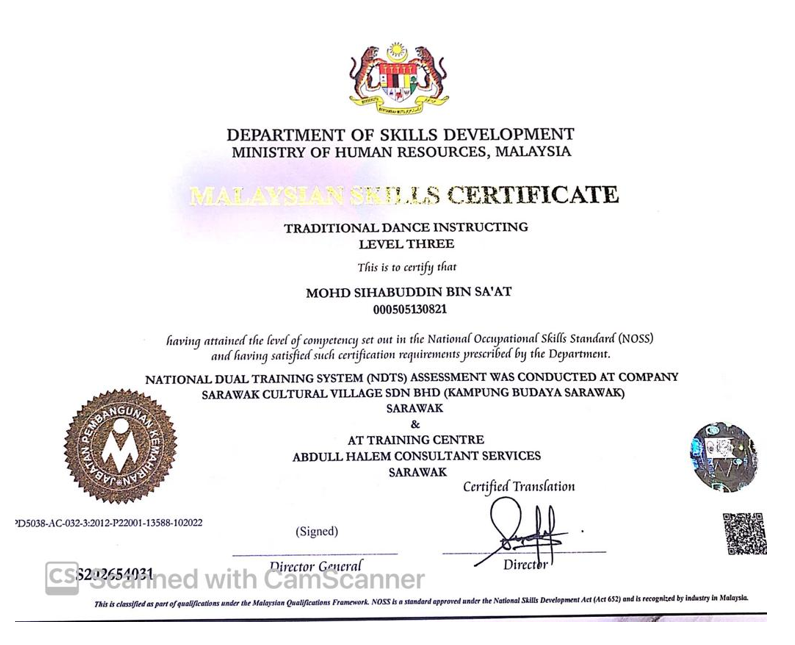 DEPARTMENT OF SKILLS DEVELOPMENT
MINISTRY OF HUMAN RESOURCES, MALAYSIA
MALAYSIAN SKILLS CERTIFICATE
TRADITIONAL DANCE INSTRUCTING
LEVEL THREE
This is to certify that
MOHD SIHABUDDIN BIN SA'AT
000505130821
having attained the level of competency set out in the National Occupational Skills Standard (NOSS)
and having satisfied such certification requirements prescribed by the Department.
NATIONAL DUAL TRAINING SYSTEM (NDTS) ASSESSMENT WAS CONDUCTED AT COMPANY
SARAWAK CULTURAL VILLAGE SDN BHD (KAMPUNG BUDAYA SARAWAK)
SARAWAK
&
AT TRAINING CENTRE
ABDULL HALEM CONSULTANT SERVICES
SARAWAK
JABATAN PEMBANGUNAN KEMAHIRAN
Certified Translation
PD5038-AC-032-3:2012-P22001-13588-102022
(Signed)
Director General
Director
S202654031
CS Scanned with CamScanner
This is classified as part of qualifications under the Malaysian Qualifications Framework. NOSS is a standard approved under the National Skills Development Act (Act 652) and is recognized by industry in Malaysia.